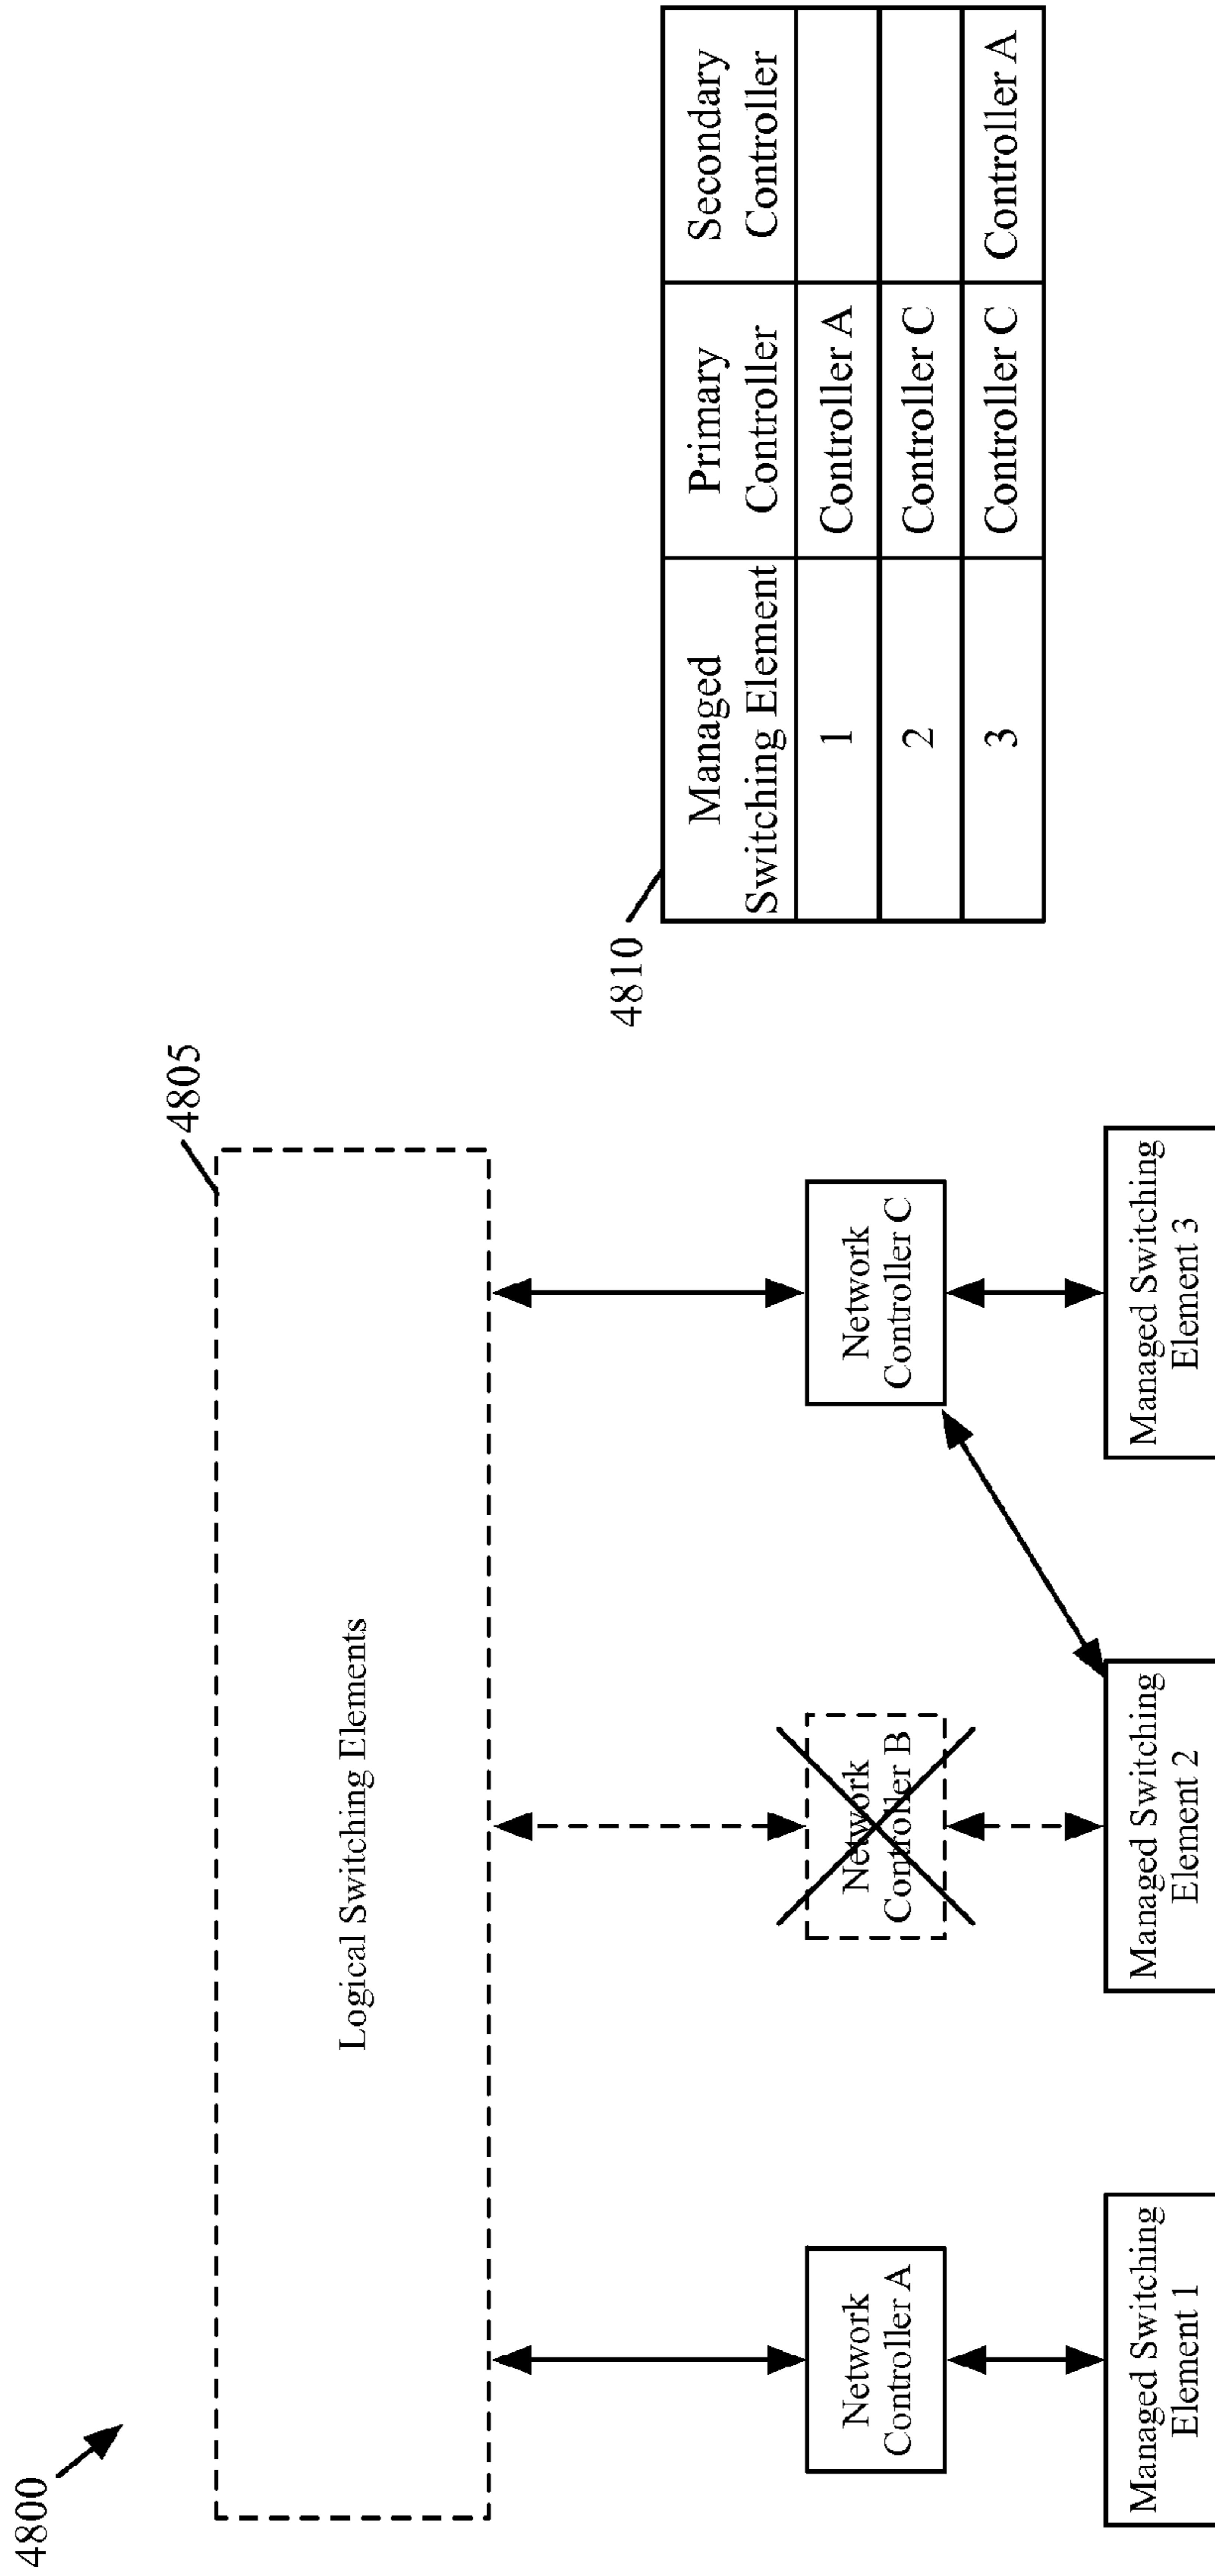 4800
4805
Logical Switching Elements
Network
Controller A
Network
Controller B
Network
Controller C
Managed Switching
Element 1
Managed Switching
Element 2
Managed Switching
Element 3
4810
Managed
Switching Element
Primary
Controller
Secondary
Controller
1
Controller A
2
Controller C
3
Controller C
Controller A